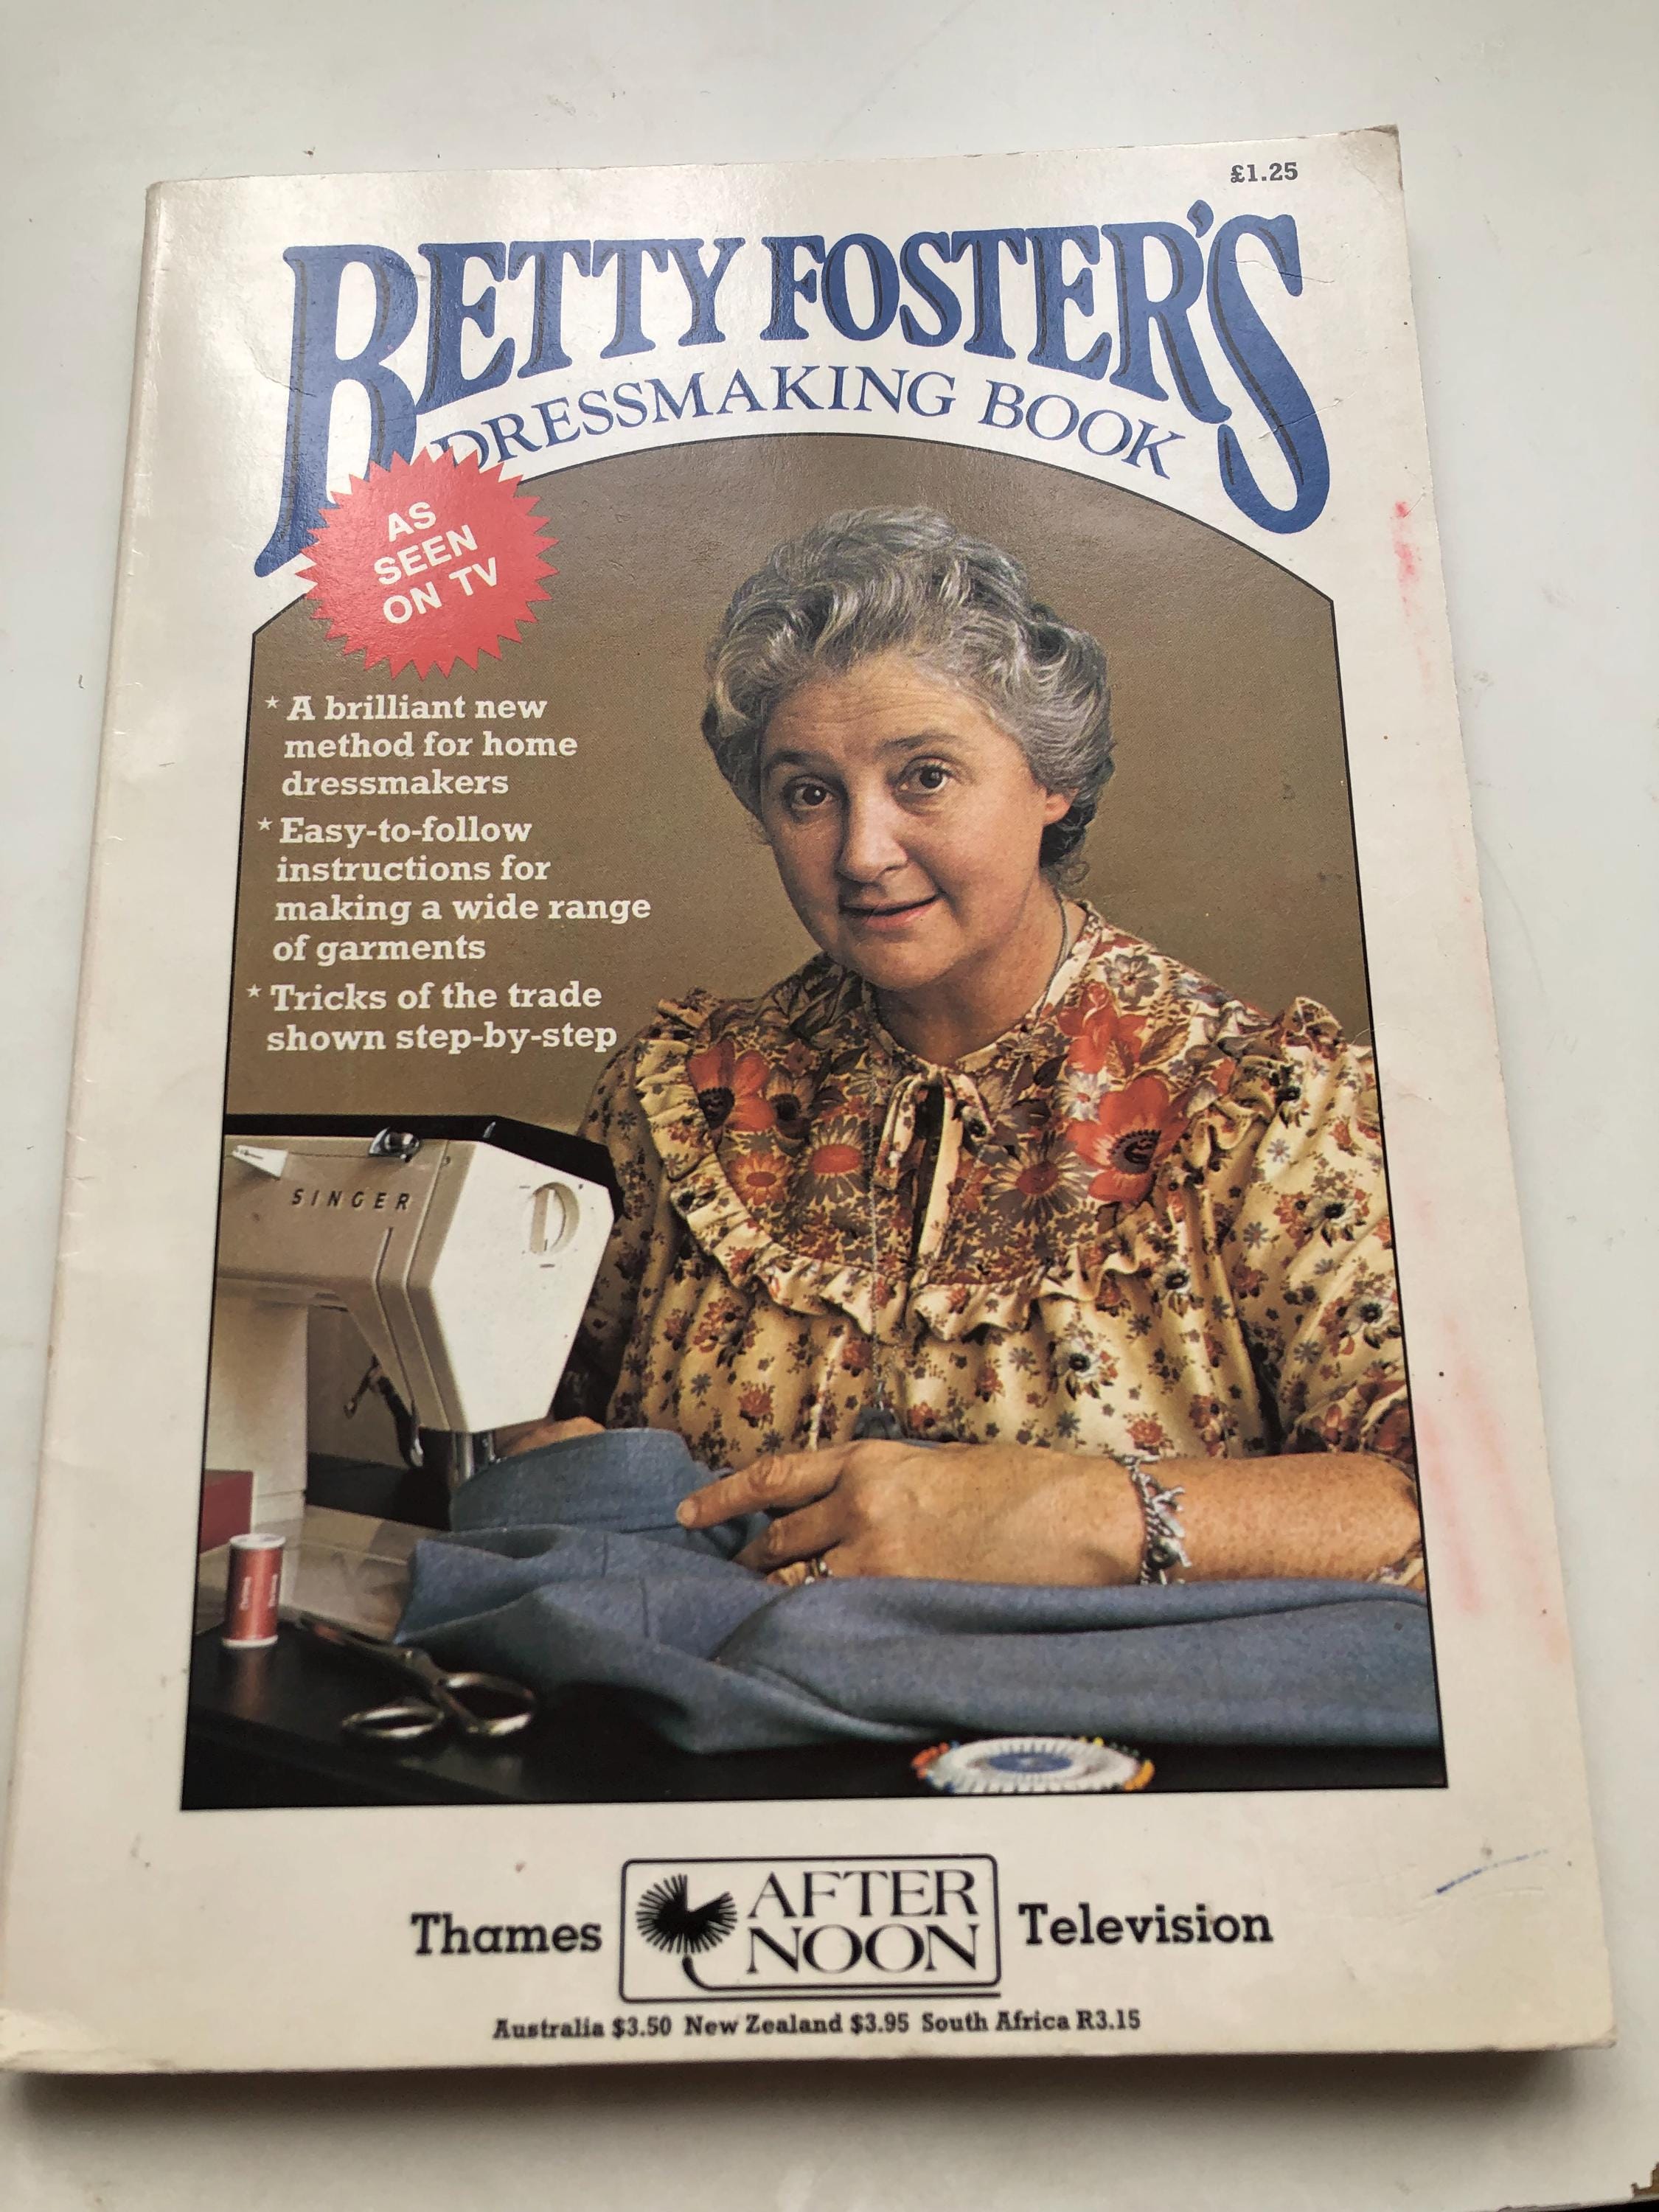 £1.25
BETTY FOSTER'S
DRESSMAKING BOOK
AS
SEEN
ON TV
* A brilliant new
method for home
dressmakers
* Easy-to-follow
instructions for
making a wide range
of garments
* Tricks of the trade
shown step-by-step
SINGER
Thames AFTER NOON Television
Australia $3.50 New Zealand $3.95 South Africa R3.15